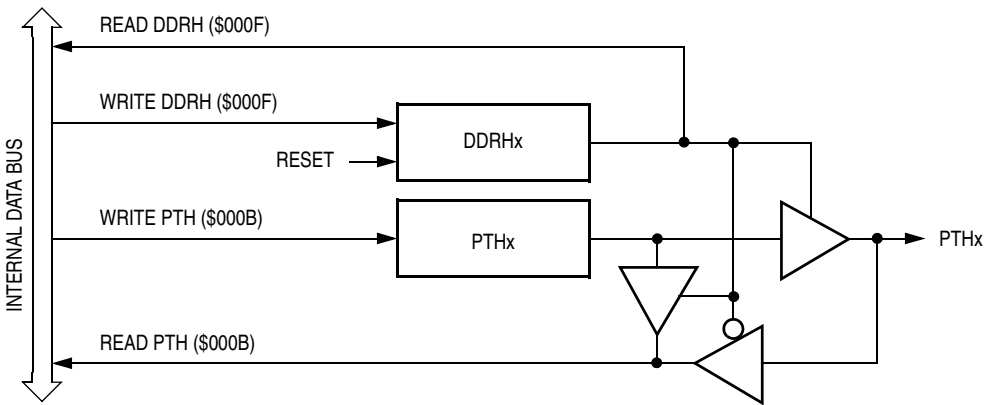 READ DDRH ($000F)
WRITE DDRH ($000F)
RESET
DDRHx
INTERNAL DATA BUS
WRITE PTH ($000B)
PTHx
PTHx
READ PTH ($000B)